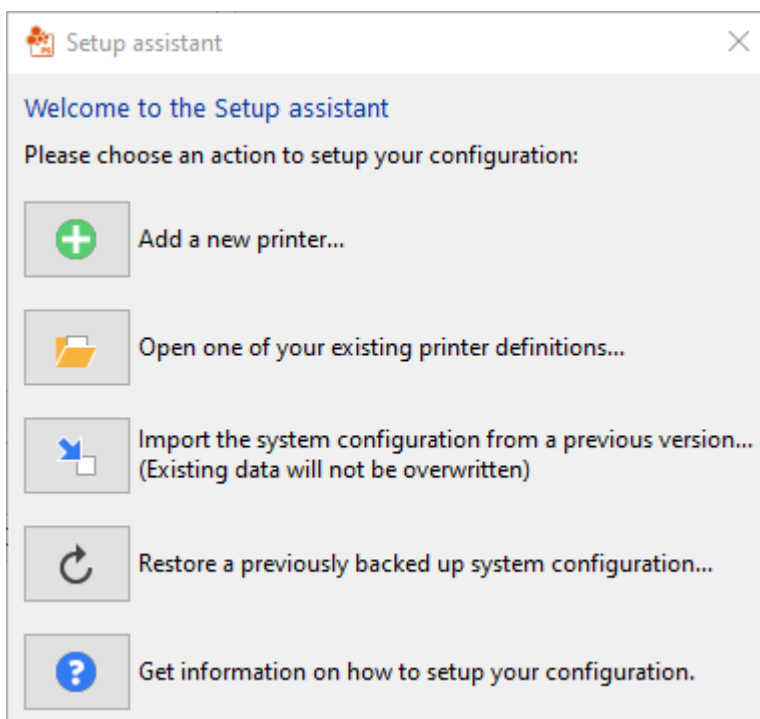 Setup assistant
Welcome to the Setup assistant
Please choose an action to setup your configuration:
Add a new printer...
Open one of your existing printer definitions...
Import the system configuration from a previous version...
(Existing data will not be overwritten)
Restore a previously backed up system configuration...
Get information on how to setup your configuration.